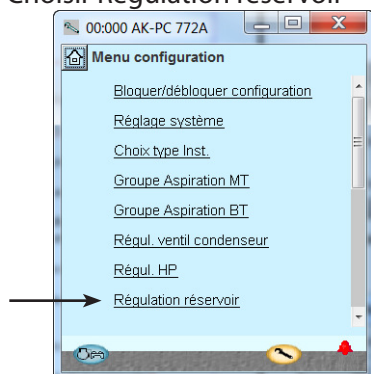 Choisir Régulation réservoir
00:000 AK-PC 772A
Menu configuration
Bloquer/débloquer configuration
Réglage système
Choix type Inst.
Groupe Aspiration MT
Groupe Aspiration BT
Régul. ventil condenseur
Régul. HP
Régulation réservoir